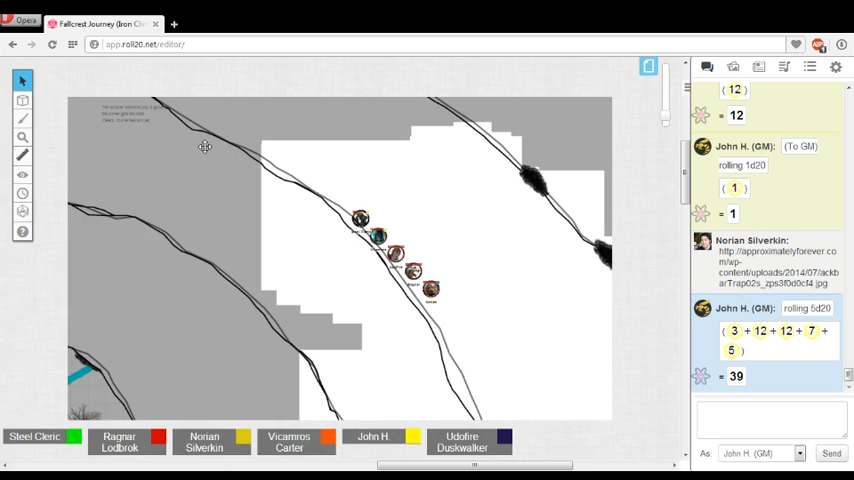 Opera
Fallcrest Journey (Iron Cla
app.roll20.net/editor/
( 12 )
= 12
John H. (GM): (To GM)
rolling 1d20
( 1 )
= 1
Norian Silverkin:
http://approximatelyforever.co
m/wp-
content/uploads/2014/07/ackb
barTrap02s_zps3f0d0cf4.jpg
John H. (GM): rolling 5d20
( 3 + 12 + 12 + 7 +
5 )
= 39
As: John H. (GM)
Send
Steel Cleric
Ragnar
Lodbrok
Norian
Silverkin
Vicamros
Carter
John H.
Udofire
Duskwalker